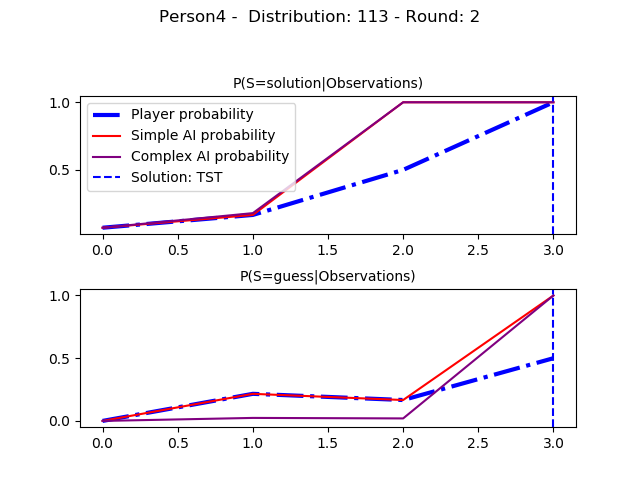 Person4 -  Distribution: 113 - Round: 2
P(S=solution|Observations)
1.0
0.5
Player probability
Simple AI probability
Complex AI probability
Solution: TST
0.0 0.5 1.0 1.5 2.0 2.5 3.0
P(S=guess|Observations)
1.0
0.5
0.0
0.0 0.5 1.0 1.5 2.0 2.5 3.0